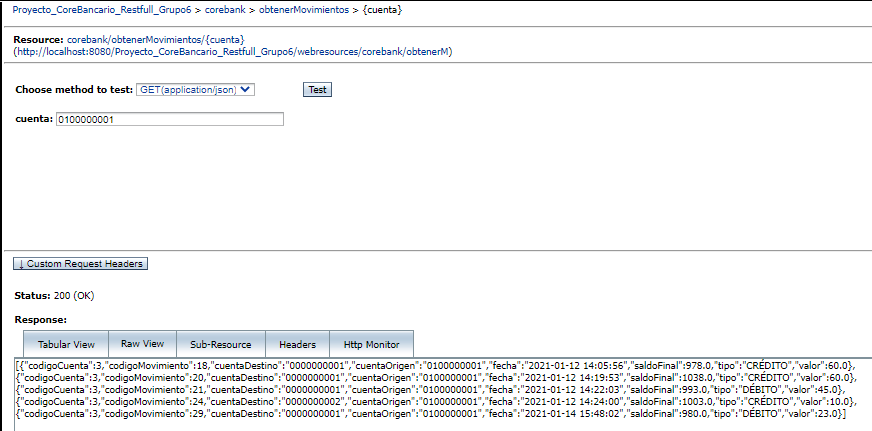 Proyecto_CoreBancario_Restfull_Grupo6 > corebank > obtenerMovimientos > {cuenta}
Resource: corebank/obtenerMovimientos/{cuenta}
(http://localhost:8080/Proyecto_CoreBancario_Restfull_Grupo6/webresources/corebank/obtenerM)
Choose method to test: GET(application/json) Test
cuenta: 0100000001
↓ Custom Request Headers
Status: 200 (OK)
Response:
Tabular View Raw View Sub-Resource Headers Http Monitor
[{"codigoCuenta":3,"codigoMovimiento":18,"cuentaDestino":"0000000001","cuentaOrigen":"0100000001","fecha":"2021-01-12 14:05:56","saldoFinal":978.0,"tipo":"CRÉDITO","valor":60.0},
{"codigoCuenta":3,"codigoMovimiento":20,"cuentaDestino":"0000000001","cuentaOrigen":"0100000001","fecha":"2021-01-12 14:19:53","saldoFinal":1038.0,"tipo":"CRÉDITO","valor":60.0},
{"codigoCuenta":3,"codigoMovimiento":21,"cuentaDestino":"0000000001","cuentaOrigen":"0100000001","fecha":"2021-01-12 14:22:03","saldoFinal":993.0,"tipo":"DÉBITO","valor":45.0},
{"codigoCuenta":3,"codigoMovimiento":24,"cuentaDestino":"0000000002","cuentaOrigen":"0100000001","fecha":"2021-01-12 14:24:00","saldoFinal":1003.0,"tipo":"CRÉDITO","valor":10.0},
{"codigoCuenta":3,"codigoMovimiento":29,"cuentaDestino":"0000000001","cuentaOrigen":"0100000001","fecha":"2021-01-14 15:48:02","saldoFinal":980.0,"tipo":"DÉBITO","valor":23.0}]